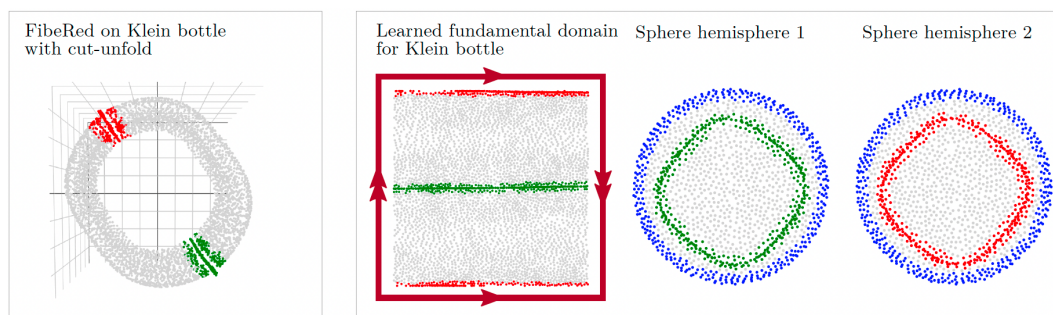 FibeRed on Klein bottle
with cut-unfold
Learned fundamental domain
for Klein bottle
Sphere hemisphere 1
Sphere hemisphere 2